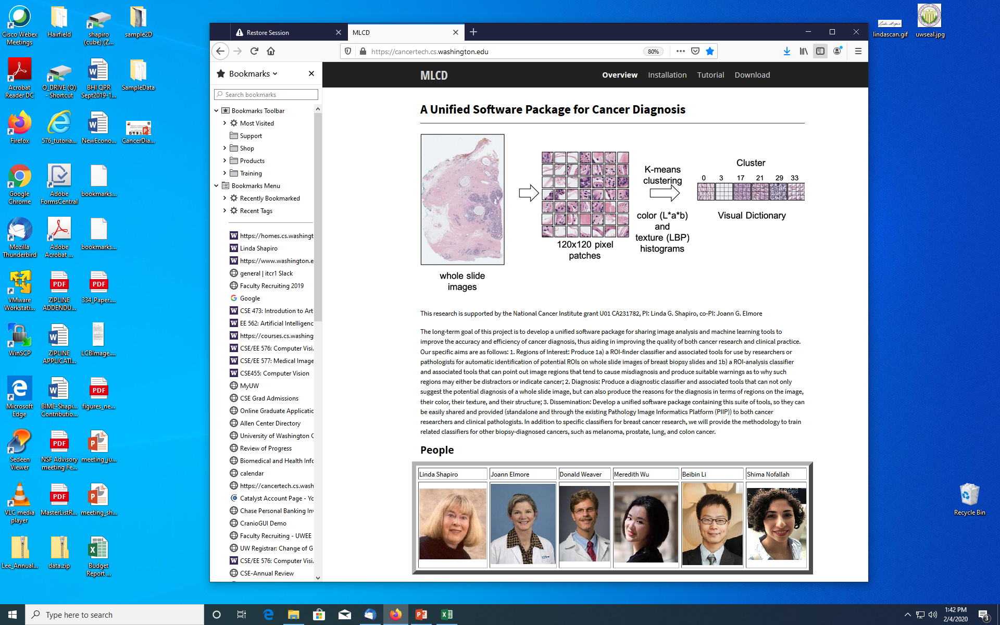 Cisco Webex
Meetings
Hairfield
shapiro
(cube) (Z...
sample2D
Acrobat
Reader DC
O_DRIVE (O)
- Shortcut
BHI QPR
Sept2019-1...
SampleData
Firefox
576_tutoria...
NewEcono...
CancerDia...
Google
Chrome
Adobe
FormsCentral
bookmarks...
Mozilla
Thunderbird
Adobe
Acrobat ...
bookmarks...
VMware
Workstati...
ZIPLINE
ADDENDU...
334_Paper....
WinSCP
ZIPLINE
APPLICATI...
LCBImage....
Microsoft
Edge
BIME-Shapi...
Contributio...
figures_ne...
Sedeen
Viewer
NSF Advisory
meeting Fe...
meeting_ju...
VLC media
player
MasterListR...
meeting_sh...
Lee_Annual...
data.zip
Budget
Report ...
lindascan.gif
uwseal.jpg
Recycle Bin
Restore Session
MLCD
https://cancertech.cs.washington.edu
80%
Bookmarks
Search bookmarks
Bookmarks Toolbar
Most Visited
Support
Shop
Products
Training
Bookmarks Menu
Recently Bookmarked
Recent Tags
https://homes.cs.washingt
Linda Shapiro
https://www.washington.e
general | itcr1 Slack
Faculty Recruiting 2019
Google
CSE 473: Introdution to Art
EE 562: Artificial Intelligenc
https://courses.cs.washing
CSE/EE 576: Computer Visi.
CSE/EE 577: Medical Image
CSE455: Computer Vision
MyUW
CSE Grad Admissions
Online Graduate Applicatic
Allen Center Directory
University of Washington C
Review of Progress
Biomedical and Health Infc
calendar
https://cancertech.cs.wash
Catalyst Account Page - Yc
Chase Personal Banking Inv
CranioGUI Demo
Faculty Recruiting - UWEE
UW Registrar: Change of G
CSE/EE 576: Computer Visi.
CSE-Annual Review
MLCD
Overview Installation Tutorial Download
A Unified Software Package for Cancer Diagnosis
whole slide
images
120x120 pixel
patches
K-means
clustering
color (L*a*b)
and
texture (LBP)
histograms
Cluster
0 3 17 21 29 33
Visual Dictionary
This research is supported by the National Cancer Institute grant U01 CA231782, PI: Linda G. Shapiro, co-PI: Joann G. Elmore
The long-term goal of this project is to develop a unified software package for sharing image analysis and machine learning tools to
improve the accuracy and efficiency of cancer diagnosis, thus aiding in improving the quality of both cancer research and clinical practice.
Our specific aims are as follows: 1. Regions of Interest: Produce 1a) a ROI-finder classifier and associated tools for use by researchers or
pathologists for automatic identification of potential ROIs on whole slide images of breast biopsy slides and 1b) a ROI-analysis classifier
and associated tools that can point out image regions that tend to cause misdiagnosis and produce suitable warnings as to why such
regions may either be distractors or indicate cancer; 2. Diagnosis: Produce a diagnostic classifier and associated tools that can not only
suggest the potential diagnosis of a whole slide image, but can also produce the reasons for the diagnosis in terms of regions on the image,
their color, their texture, and their structure; 3. Dissemination: Develop a unified software package containing this suite of tools, so they can
be easily shared and provided (standalone and through the existing Pathology Image Informatics Platform (PIIP)) to both cancer
researchers and clinical pathologists. In addition to specific classifiers for breast cancer research, we will provide the methodology to train
related classifiers for other biopsy-diagnosed cancers, such as melanoma, prostate, lung, and colon cancer.
People
Linda Shapiro Joann Elmore Donald Weaver Meredith Wu Beibin Li Shima Nofallah
Type here to search
1:42 PM
2/4/2020
3